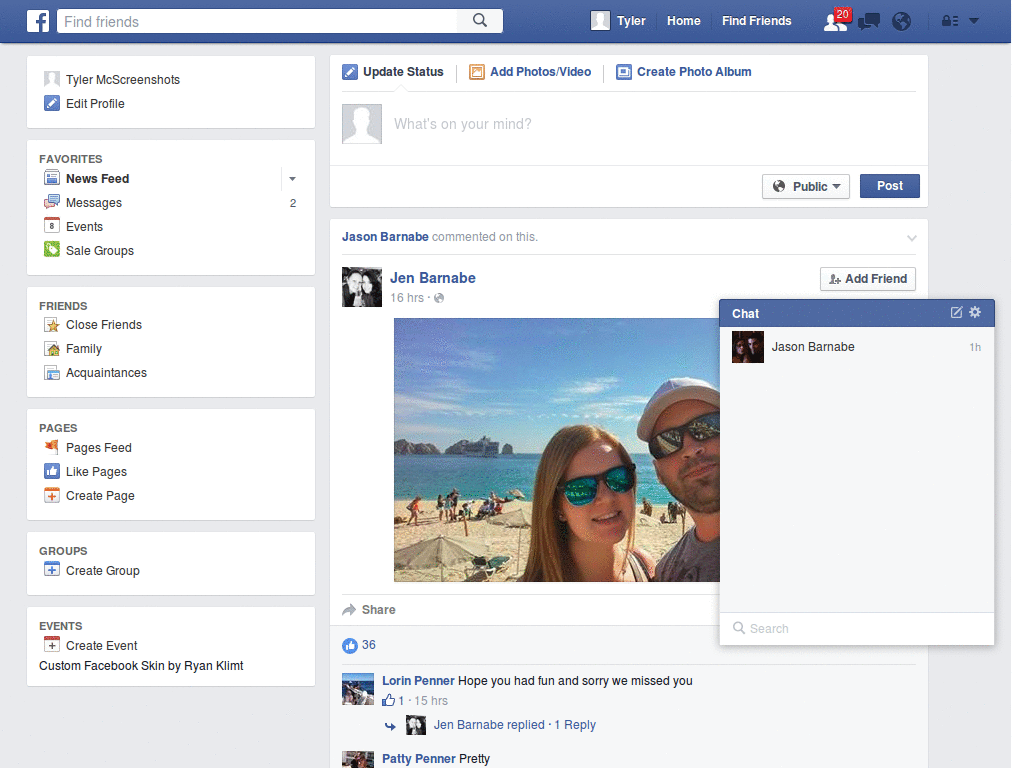 Find friends
Tyler
Home
Find Friends
20
Tyler McScreenshots
Edit Profile
FAVORITES
News Feed
Messages 2
8 Events
Sale Groups
FRIENDS
Close Friends
Family
Acquaintances
PAGES
Pages Feed
Like Pages
Create Page
GROUPS
Create Group
EVENTS
Create Event
Custom Facebook Skin by Ryan Klimt
Update Status
Add Photos/Video
Create Photo Album
What's on your mind?
Public
Post
Jason Barnabe commented on this.
Jen Barnabe
16 hrs ·
Add Friend
Share
36
Lorin Penner Hope you had fun and sorry we missed you
1 · 15 hrs
Jen Barnabe replied · 1 Reply
Patty Penner Pretty
Chat
Jason Barnabe 1h
Search